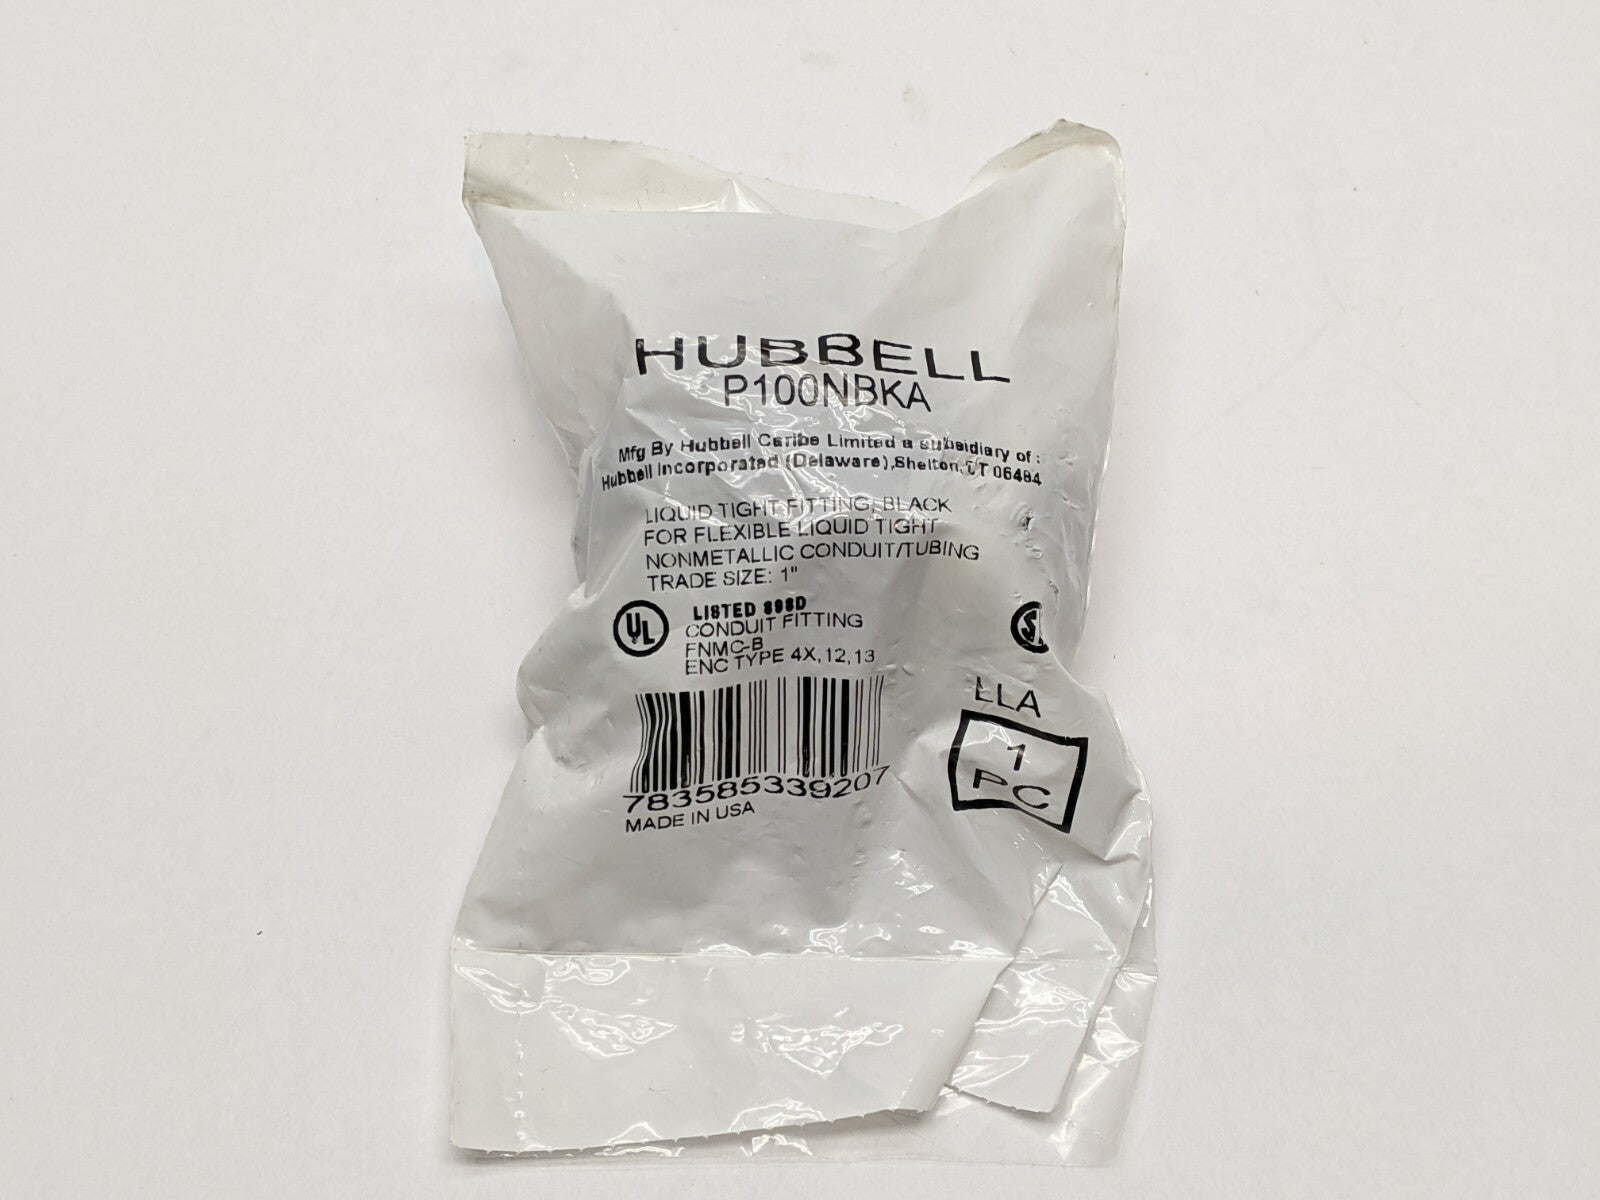 HUBBELL
P100NBKA
Mfg By Hubbell Caribe Limited a subsidiary of :
Hubbell Incorporated (Delaware), Shelton, CT 06484
LIQUID TIGHT FITTING, BLACK
FOR FLEXIBLE LIQUID TIGHT
NONMETALLIC CONDUIT/TUBING
TRADE SIZE: 1"
UL
LISTED 898D
CONDUIT FITTING
FNMC-B
ENC TYPE 4X, 12, 13
LLA
1
PC
783585339207
MADE IN USA